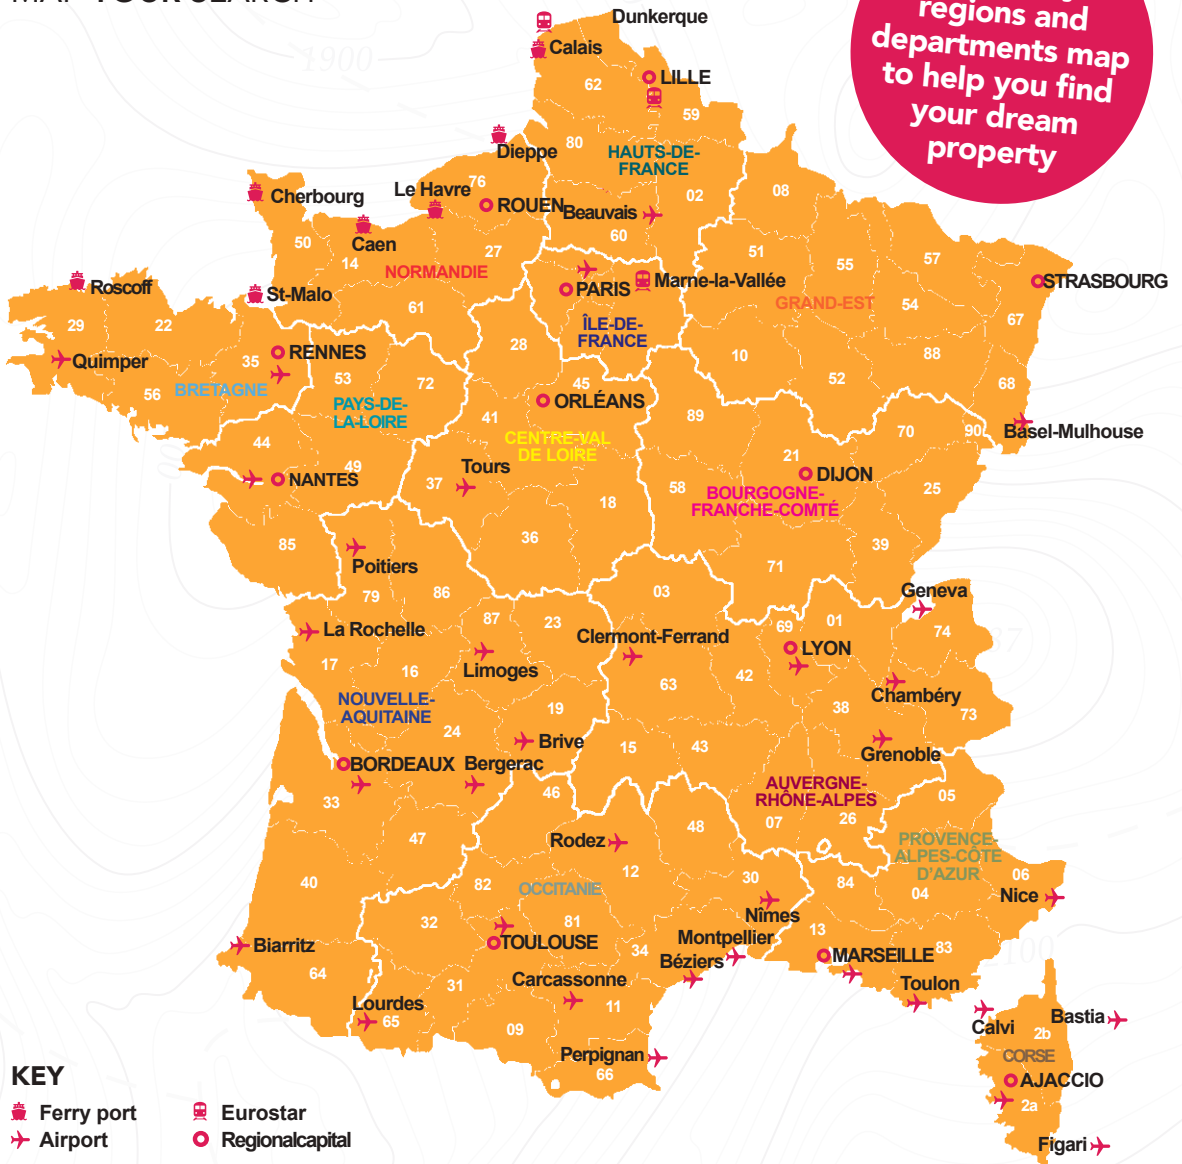 regions and
departments map
to help you find
your dream
property
1900
Dunkerque
Calais
62
LILLE
59
80
Dieppe
HAUTS-DE-
FRANCE
Cherbourg
Le Havre
76
ROUEN
Beauvais
02
08
50
Caen
14
27
60
NORMANDIE
51
55
57
Roscoff
St-Malo
PARIS
Marne-la-Vallée
STRASBOURG
GRAND-EST
54
61
29
22
ÎLE-DE-
FRANCE
67
28
Quimper
35
RENNES
10
88
53
72
52
68
56
BRETAGNE
PAYS-DE-
LA-LOIRE
45
ORLÉANS
41
89
70
90
Basel-Mulhouse
44
CENTRE-VAL
DE LOIRE
21
49
Tours
DIJON
NANTES
37
58
BOURGOGNE-
FRANCHE-COMTÉ
25
18
36
85
39
Poitiers
71
79
86
03
Geneva
87
23
01
69
74
La Rochelle
Clermont-Ferrand
LYON
17
16
Limoges
63
42
Chambéry
NOUVELLE-
AQUITAINE
19
38
73
24
Brive
15
43
Grenoble
BORDEAUX
Bergerac
AUVERGNE-
RHÔNE-ALPES
33
46
05
07
26
48
47
Rodez
PROVENCE-
ALPES-CÔTE
D'AZUR
12
30
84
06
40
82
OCCITANIE
04
Nice
32
81
Nîmes
13
Biarritz
TOULOUSE
34
Montpellier
83
MARSEILLE
Béziers
64
31
Carcassonne
Toulon
Lourdes
65
11
09
Calvi
Bastia
2b
Perpignan
CORSE
66
AJACCIO
2a
Figari
KEY
Ferry port
Eurostar
Airport
Regionalcapital